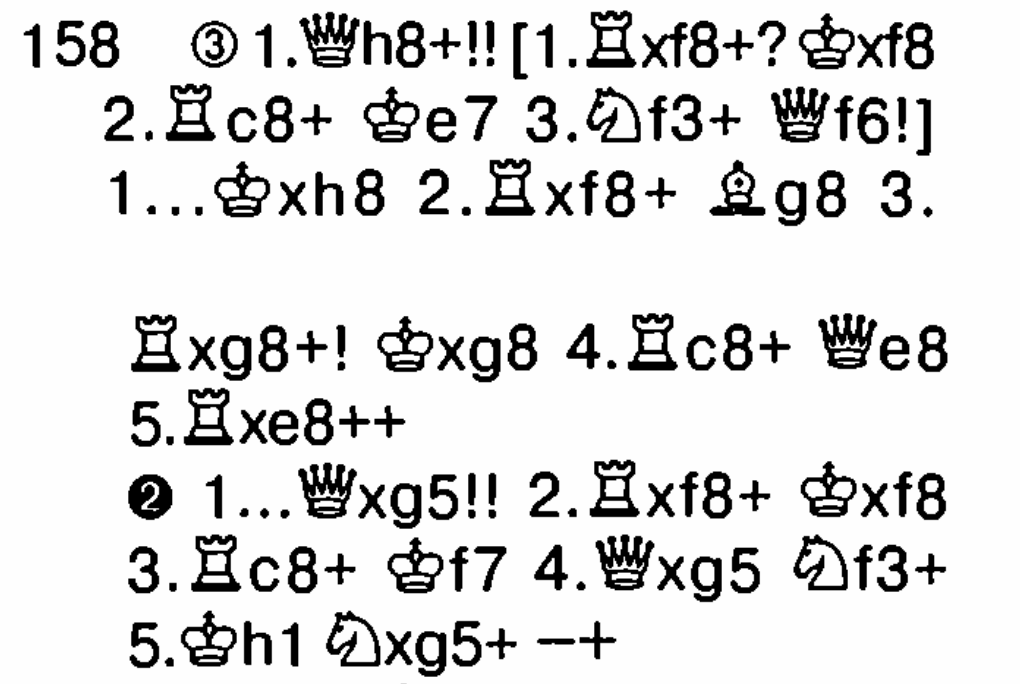 158 ③ 1.♕h8+!! [1.♖xf8+? ♔xf8
2.♖c8+ ♔e7 3.♘f3+ ♕f6!]
1...♔xh8 2.♖xf8+ ♗g8 3.
♖xg8+! ♔xg8 4.♖c8+ ♕e8
5.♖xe8++
❷ 1...♕xg5!! 2.♖xf8+ ♔xf8
3.♖c8+ ♔f7 4.♕xg5 ♘f3+
5.♔h1 ♘xg5+ −+